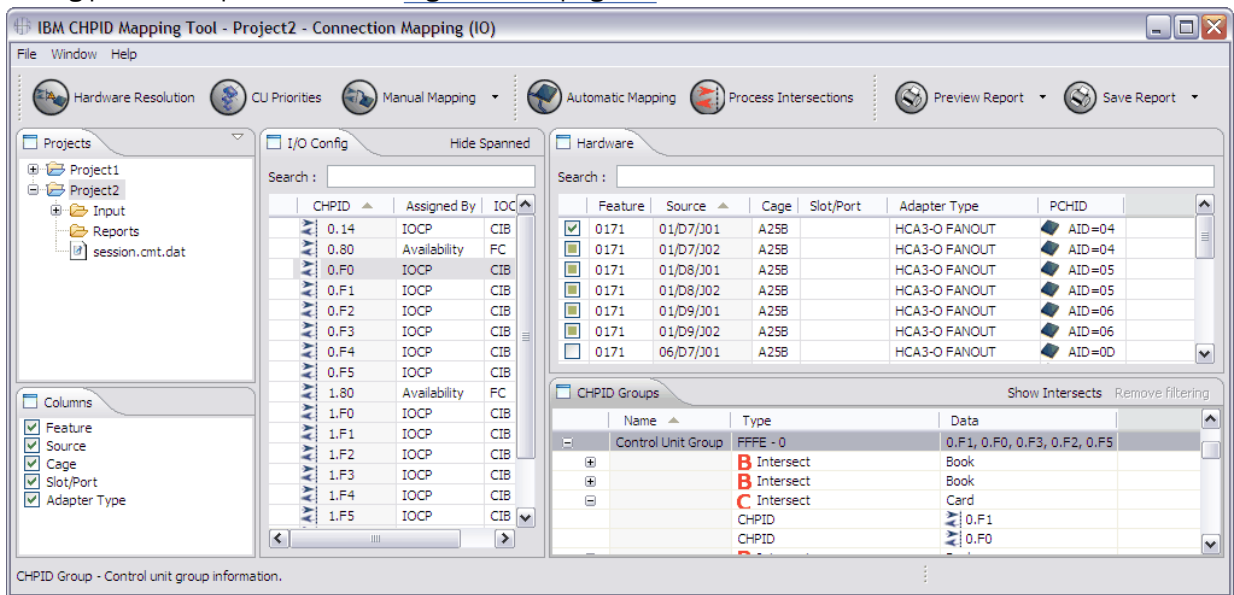 IBM CHPID Mapping Tool - Project2 - Connection Mapping (IO)
File Window Help
Hardware Resolution CU Priorities Manual Mapping Automatic Mapping Process Intersections Preview Report Save Report
Projects
Project1
Project2
Input
Reports
session.cmt.dat
Columns
Feature
Source
Cage
Slot/Port
Adapter Type
I/O Config Hide Spanned
Search :
CHPID Assigned By IOC
0.14 IOCP CIB
0.80 Availability FC
0.F0 IOCP CIB
0.F1 IOCP CIB
0.F2 IOCP CIB
0.F3 IOCP CIB
0.F4 IOCP CIB
0.F5 IOCP CIB
1.80 Availability FC
1.F0 IOCP CIB
1.F1 IOCP CIB
1.F2 IOCP CIB
1.F3 IOCP CIB
1.F4 IOCP CIB
1.F5 IOCP CIB
Hardware
Search :
Feature Source Cage Slot/Port Adapter Type PCHID
0171 01/D7/J01 A25B HCA3-O FANOUT AID=04
0171 01/D7/J02 A25B HCA3-O FANOUT AID=04
0171 01/D8/J01 A25B HCA3-O FANOUT AID=05
0171 01/D8/J02 A25B HCA3-O FANOUT AID=05
0171 01/D9/J01 A25B HCA3-O FANOUT AID=06
0171 01/D9/J02 A25B HCA3-O FANOUT AID=06
0171 06/D7/J01 A25B HCA3-O FANOUT AID=0D
CHPID Groups Show Intersects Remove filtering
Name Type Data
Control Unit Group FFFE - 0 0.F1, 0.F0, 0.F3, 0.F2, 0.F5
B Intersect Book
B Intersect Book
C Intersect Card
CHPID 0.F1
CHPID 0.F0
CHPID Group - Control unit group information.